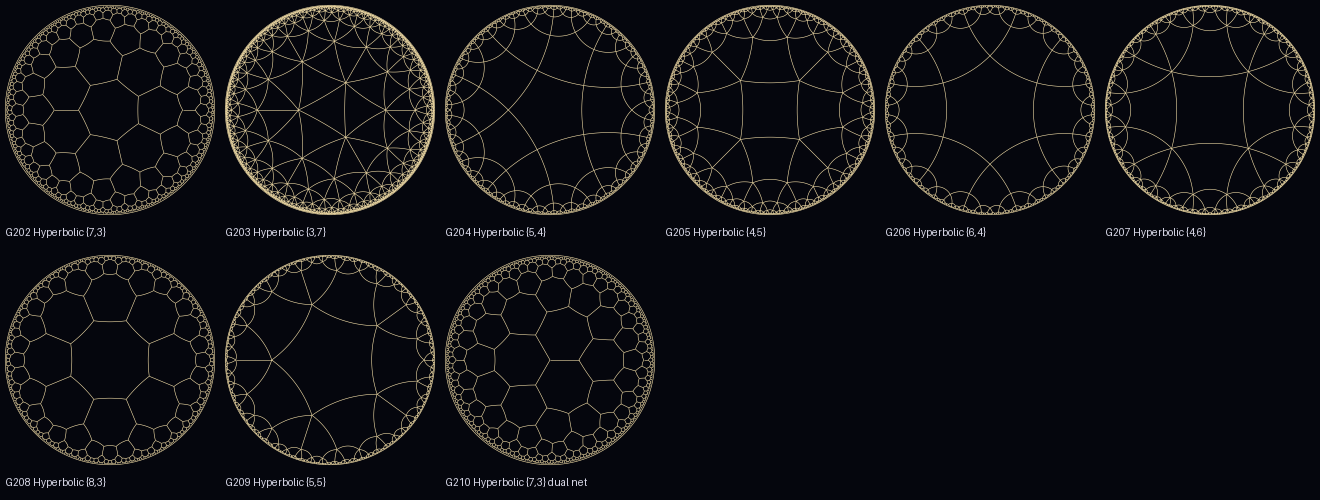 G202 Hyperbolic {7,3}
G203 Hyperbolic {3,7}
G204 Hyperbolic {5,4}
G205 Hyperbolic {4,5}
G206 Hyperbolic {6,4}
G207 Hyperbolic {4,6}
G208 Hyperbolic {8,3}
G209 Hyperbolic {5,5}
G210 Hyperbolic {7,3} dual net